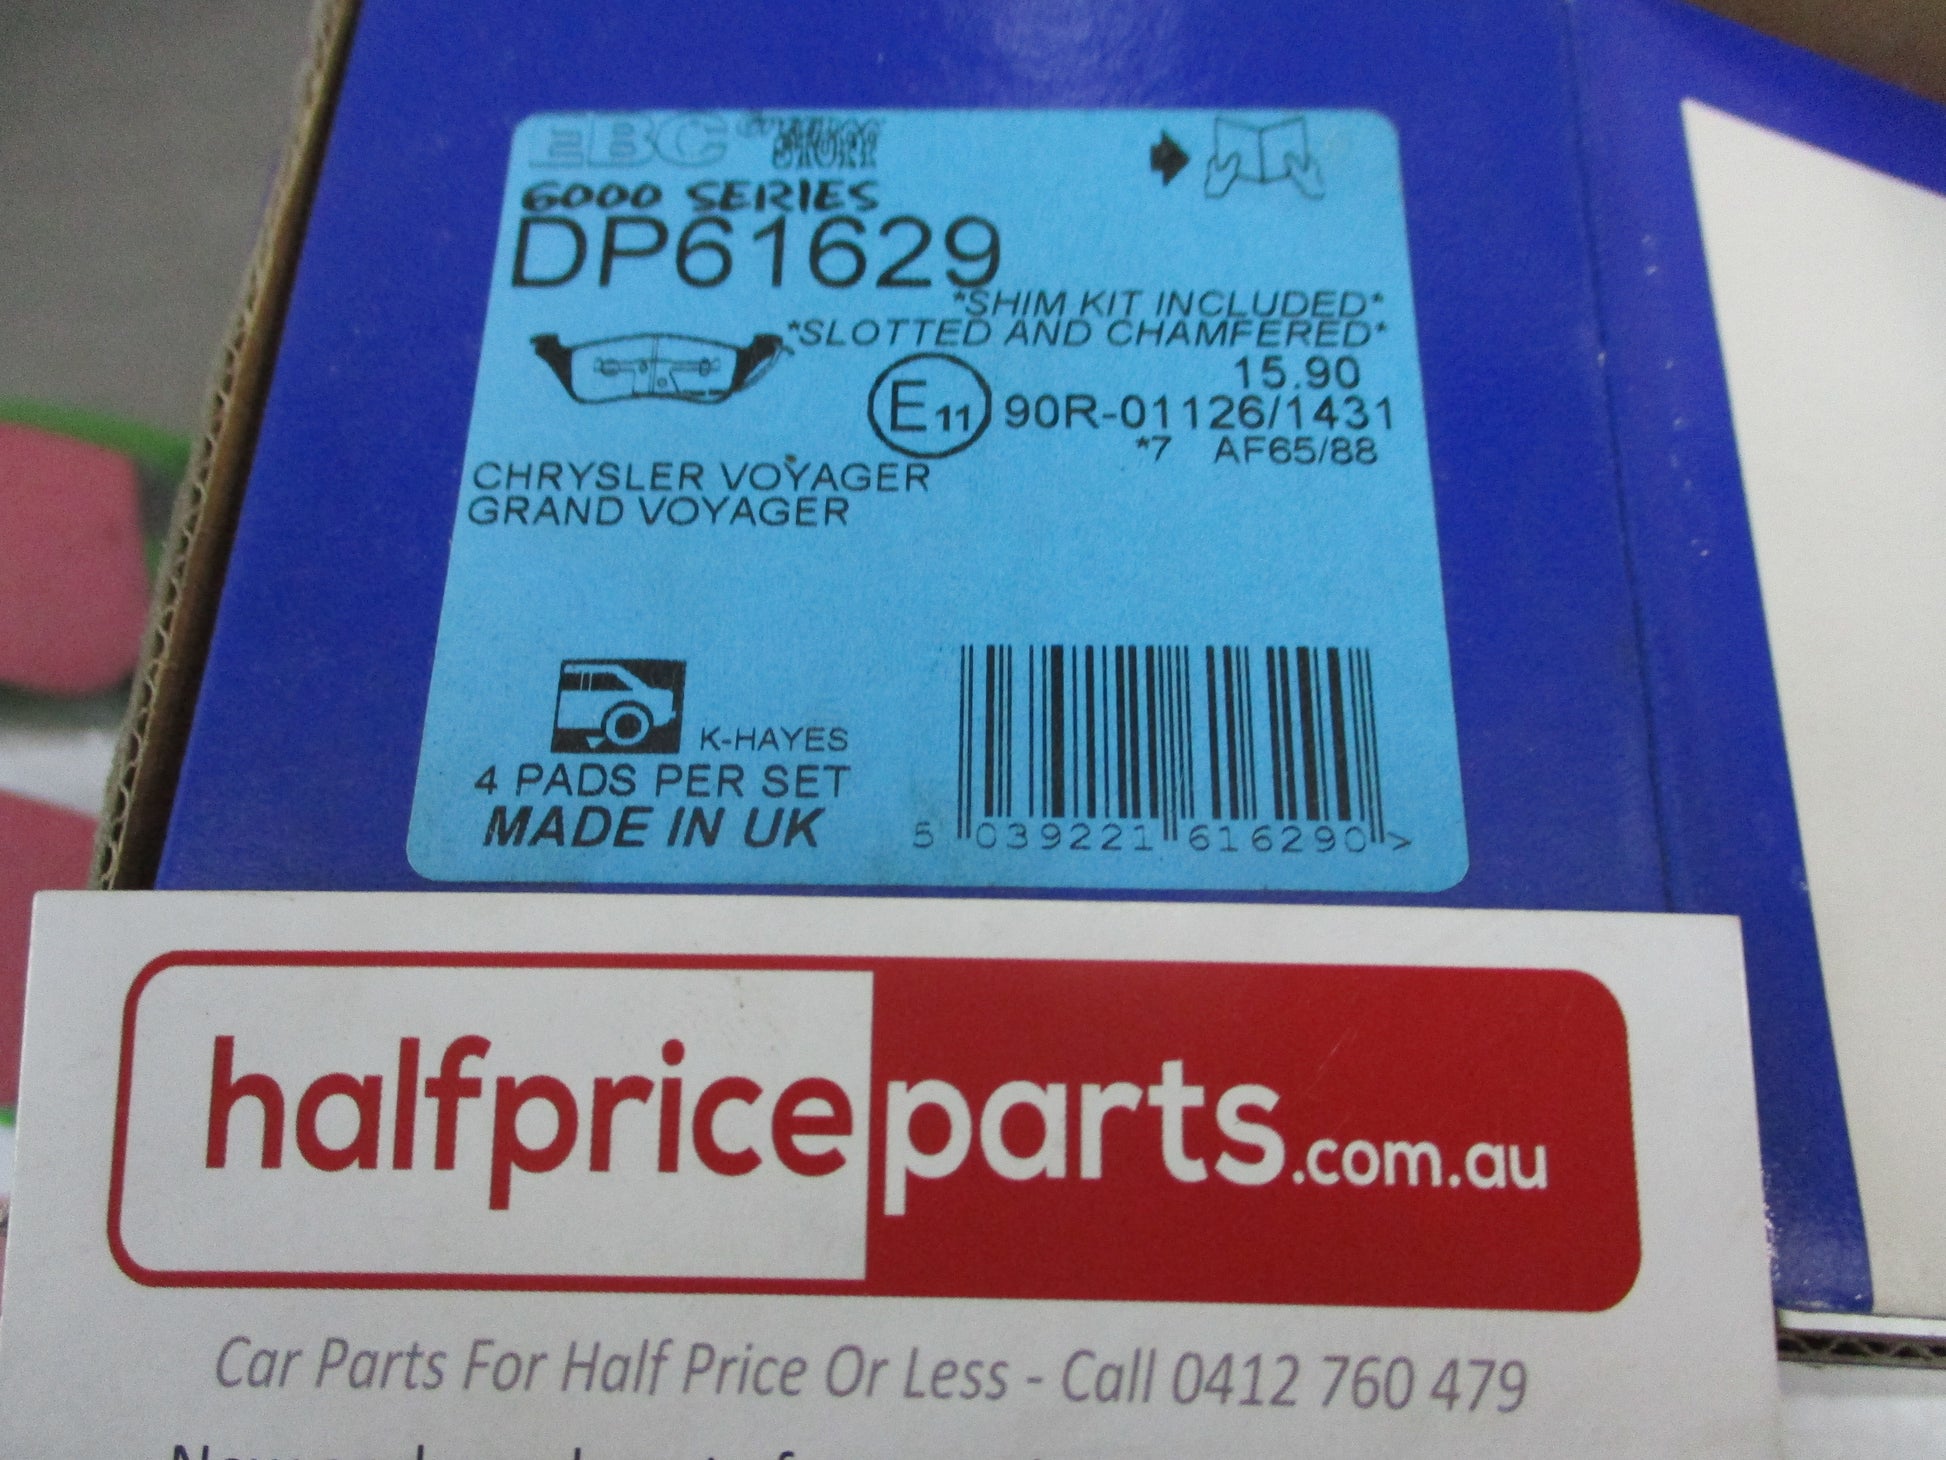 EBC Greenstuff
6000 SERIES
DP61629
*SHIM KIT INCLUDED*
*SLOTTED AND CHAMFERED*
15.90
E11 90R-01126/1431
*7 AF65/88
CHRYSLER VOYAGER
GRAND VOYAGER
K-HAYES
4 PADS PER SET
MADE IN UK
5 039221 616290 >
halfpriceparts.com.au
Car Parts For Half Price Or Less - Call 0412 760 479